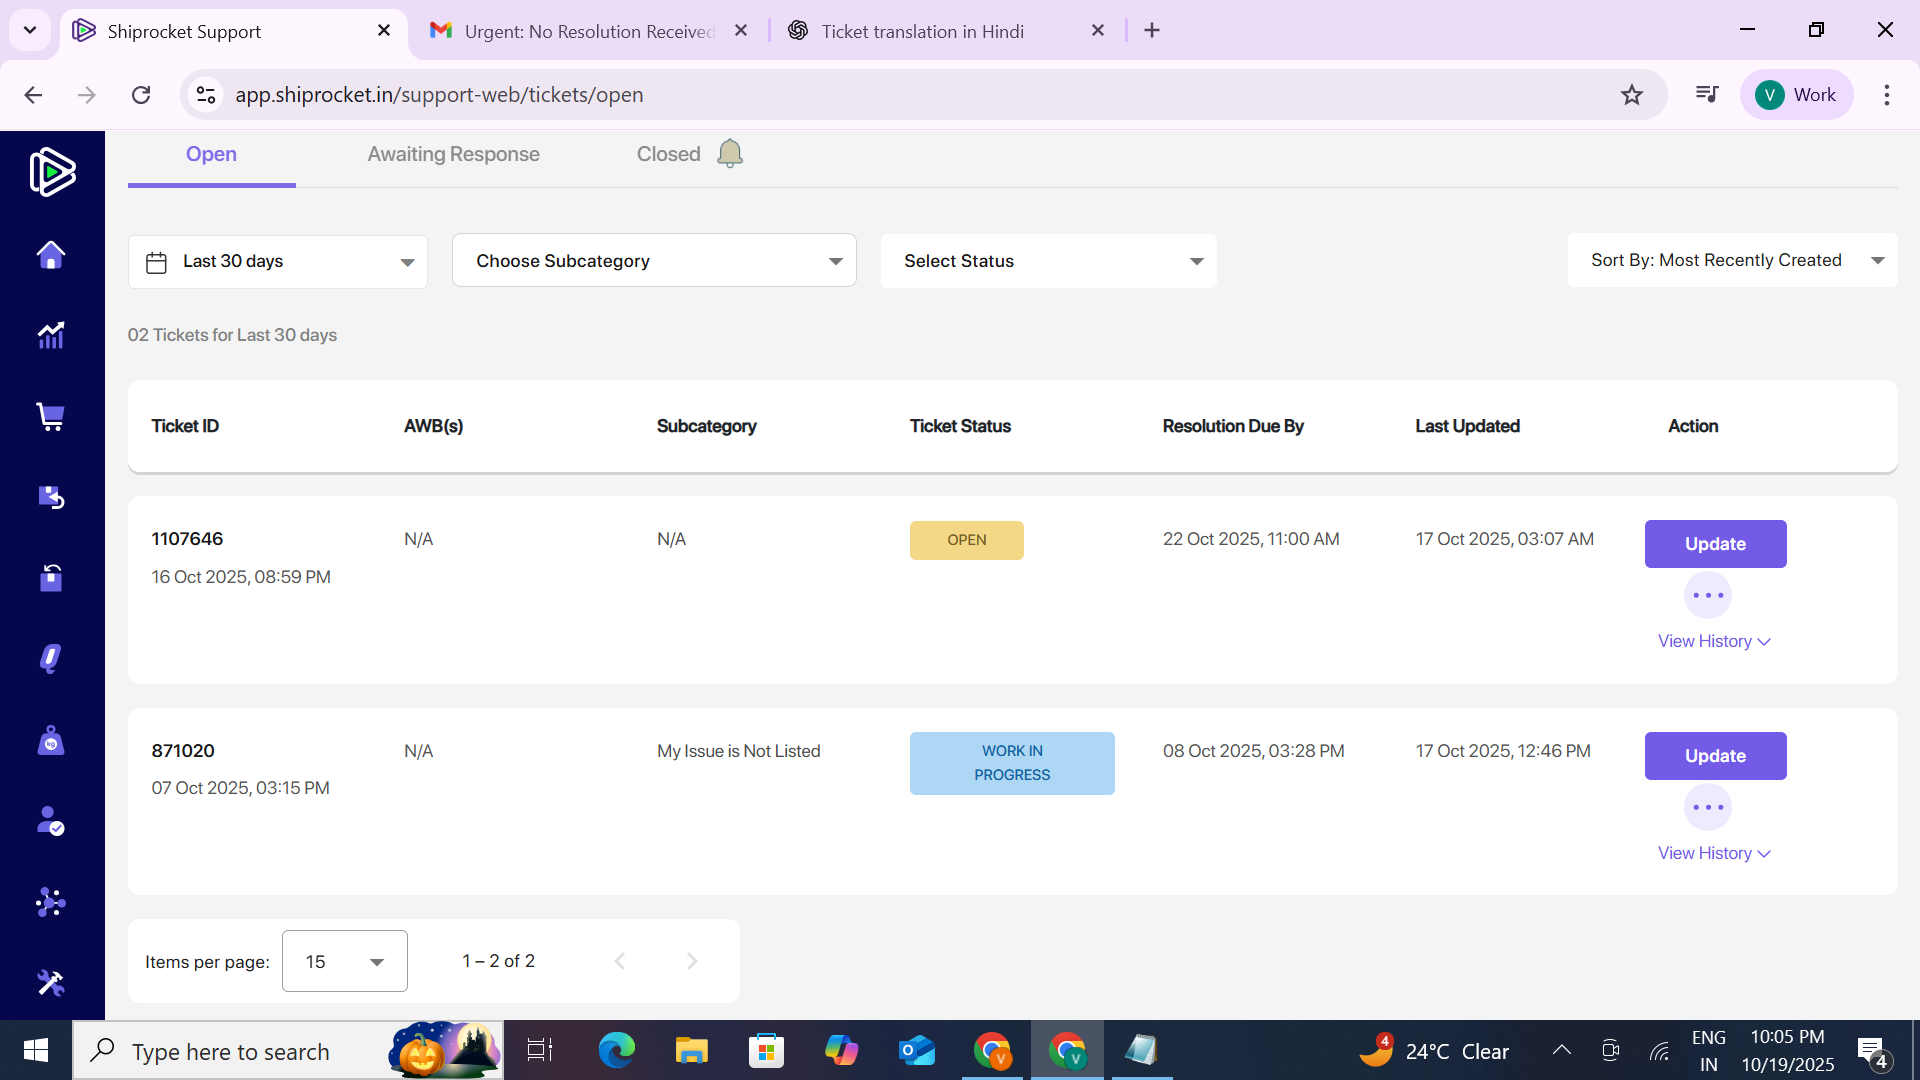 Shiprocket Support
Urgent: No Resolution Received
Ticket translation in Hindi
app.shiprocket.in/support-web/tickets/open
V Work
Open
Awaiting Response
Closed
Last 30 days
Choose Subcategory
Select Status
Sort By: Most Recently Created
02 Tickets for Last 30 days
Ticket ID AWB(s) Subcategory Ticket Status Resolution Due By Last Updated Action
1107646 N/A N/A OPEN 22 Oct 2025, 11:00 AM 17 Oct 2025, 03:07 AM Update
16 Oct 2025, 08:59 PM
View History
871020 N/A My Issue is Not Listed WORK IN PROGRESS 08 Oct 2025, 03:28 PM 17 Oct 2025, 12:46 PM Update
07 Oct 2025, 03:15 PM
View History
kg
Items per page: 15 1 – 2 of 2
Type here to search
V
V
4
24°C Clear
ENG
IN
10:05 PM
10/19/2025
4